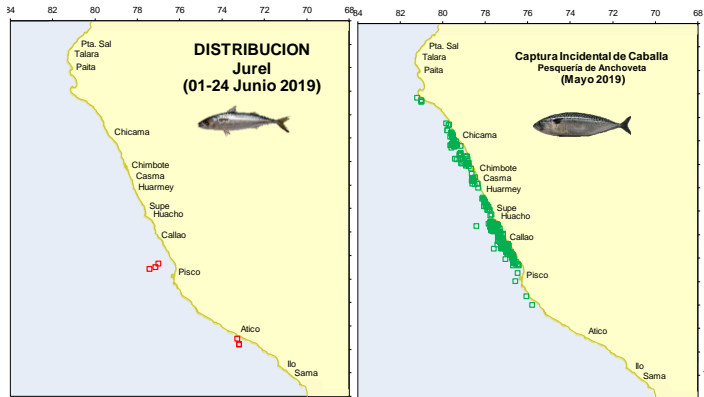 84 82 80 78 76 74 72 70 68
DISTRIBUCION
Jurel
(01-24 Junio 2019)
Pta. Sal
Talara
Paita
Chicama
Chimbote
Casma
Huarmey
Supe
Huacho
Callao
Pisco
Atico
Ilo
Sama
84 82 80 78 76 74 72 70 68
Captura Incidental de Caballa
Pesquería de Anchoveta
(Mayo 2019)
Pta. Sal
Talara
Paita
Chicama
Chimbote
Casma
Huarmey
Supe
Huacho
Callao
Pisco
Atico
Ilo
Sama